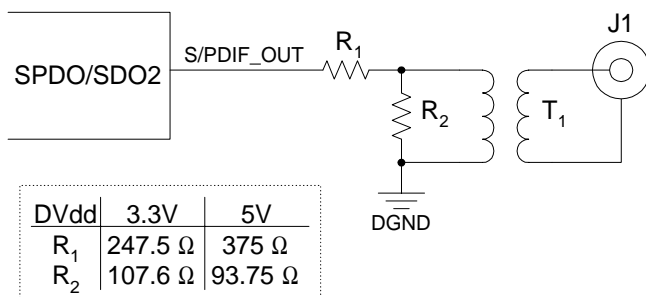 J1
S/PDIF_OUT
R1
SPDO/SDO2
R2
T1
DGND
DVdd 3.3V 5V
R1 247.5 Ω 375 Ω
R2 107.6 Ω 93.75 Ω